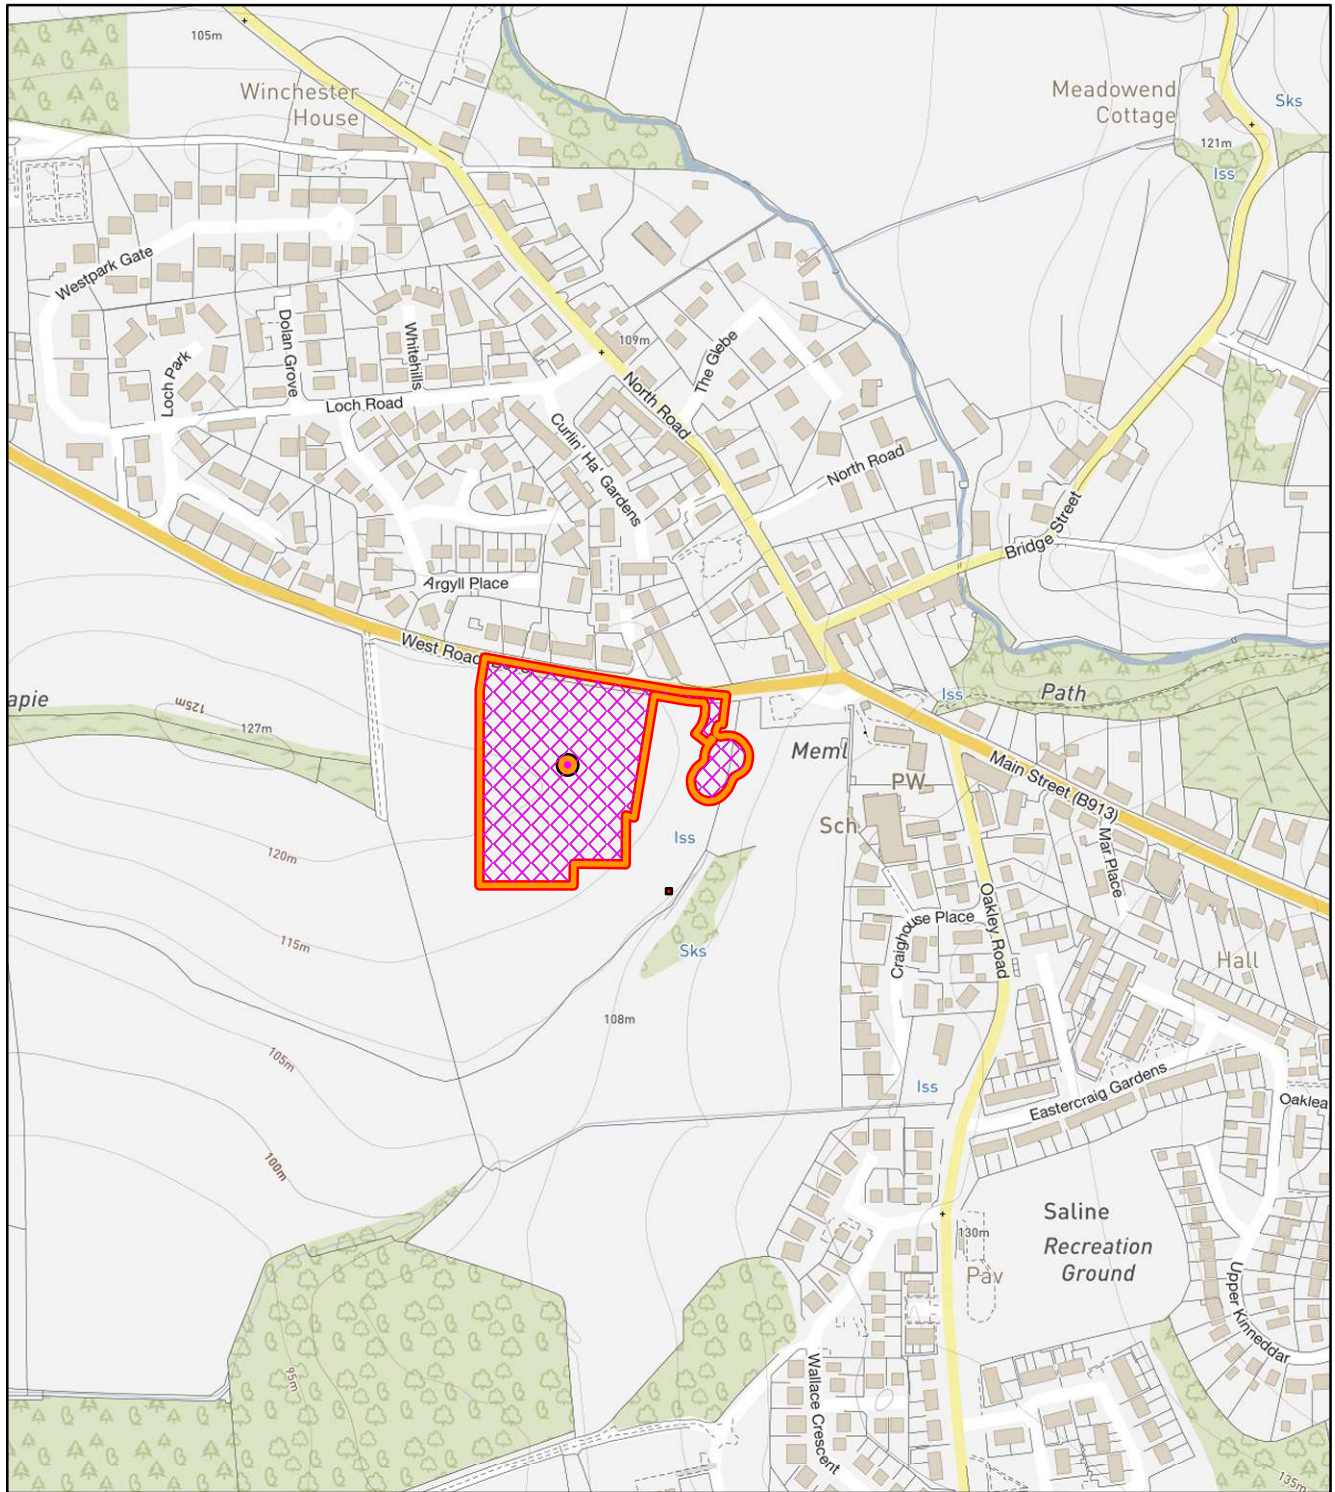 105m
Winchester
House
Meadowend
Cottage
Sks
121m
Iss
Westpark Gate
Dolan Grove
Whitehills
109m
The Glebe
Loch Park
Loch Road
North Road
Curlin' Ha' Gardens
North Road
Bridge Street
Argyll Place
West Road
apie
125m
127m
Iss
Path
Meml
Main Street (B913)
PW
Sch
Mar Place
120m
Iss
Oakley Road
Craighouse Place
115m
Sks
Hall
108m
105m
Iss
Eastercraig Gardens
Oaklea
100m
Saline
130m
Recreation
Ground
Pav
Upper Kinneddar
95m
Wallace Crescent
135m